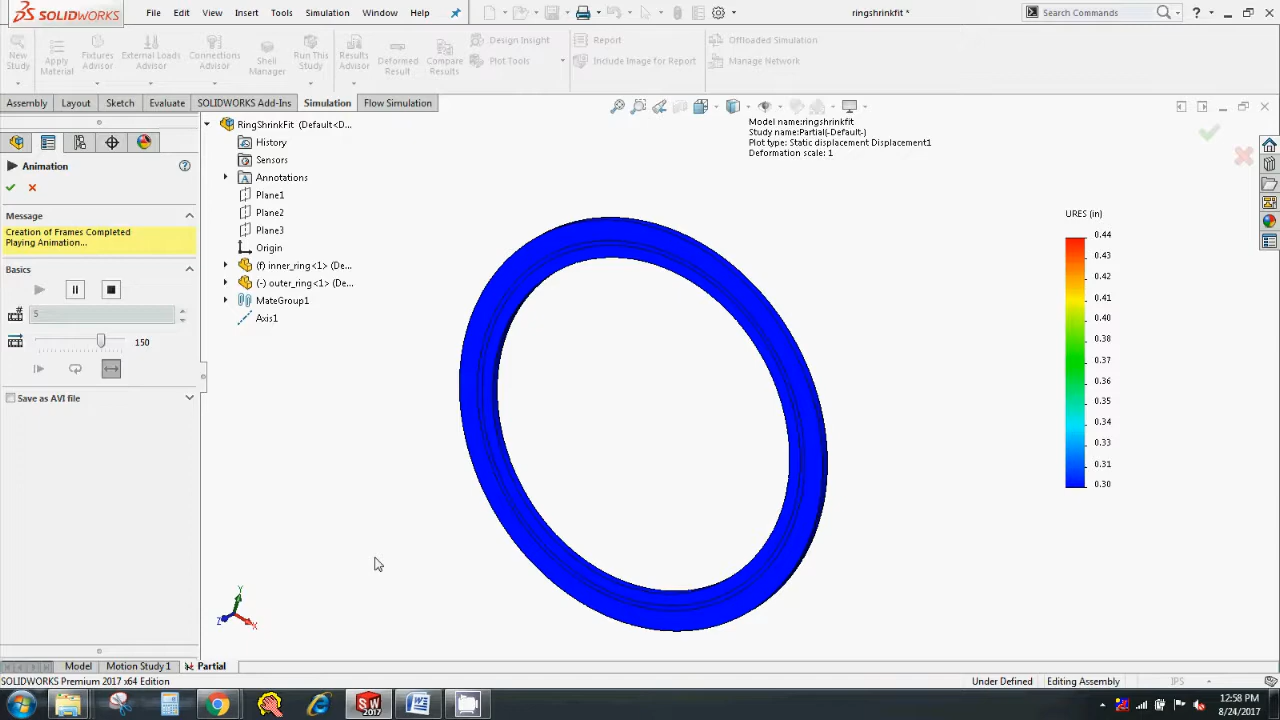 SOLIDWORKS
File Edit View Insert Tools Simulation Window Help
ringshrinkfit *
Search Commands
New Study
Apply Material
Fixtures Advisor
External Loads Advisor
Connections Advisor
Shell Manager
Run This Study
Results Advisor
Deformed Result
Compare Results
Design Insight
Plot Tools
Report
Include Image for Report
Offloaded Simulation
Manage Network
Assembly Layout Sketch Evaluate SOLIDWORKS Add-Ins Simulation Flow Simulation
Animation
Message
Creation of Frames Completed
Playing Animation...
Basics
5
150
Save as AVI file
RingShrinkFit (Default<D...
History
Sensors
Annotations
Plane1
Plane2
Plane3
Origin
(f) inner_ring<1> (De...
(-) outer_ring<1> (De...
MateGroup1
Axis1
Model name:ringshrinkfit
Study name:Partial(-Default-)
Plot type: Static displacement Displacement1
Deformation scale: 1
URES (in)
0.44
0.43
0.41
0.40
0.38
0.37
0.36
0.34
0.33
0.31
0.30
Y
Z
X
Model Motion Study 1 Partial
SOLIDWORKS Premium 2017 x64 Edition
Under Defined Editing Assembly IPS
SW
2017
12:58 PM
8/24/2017